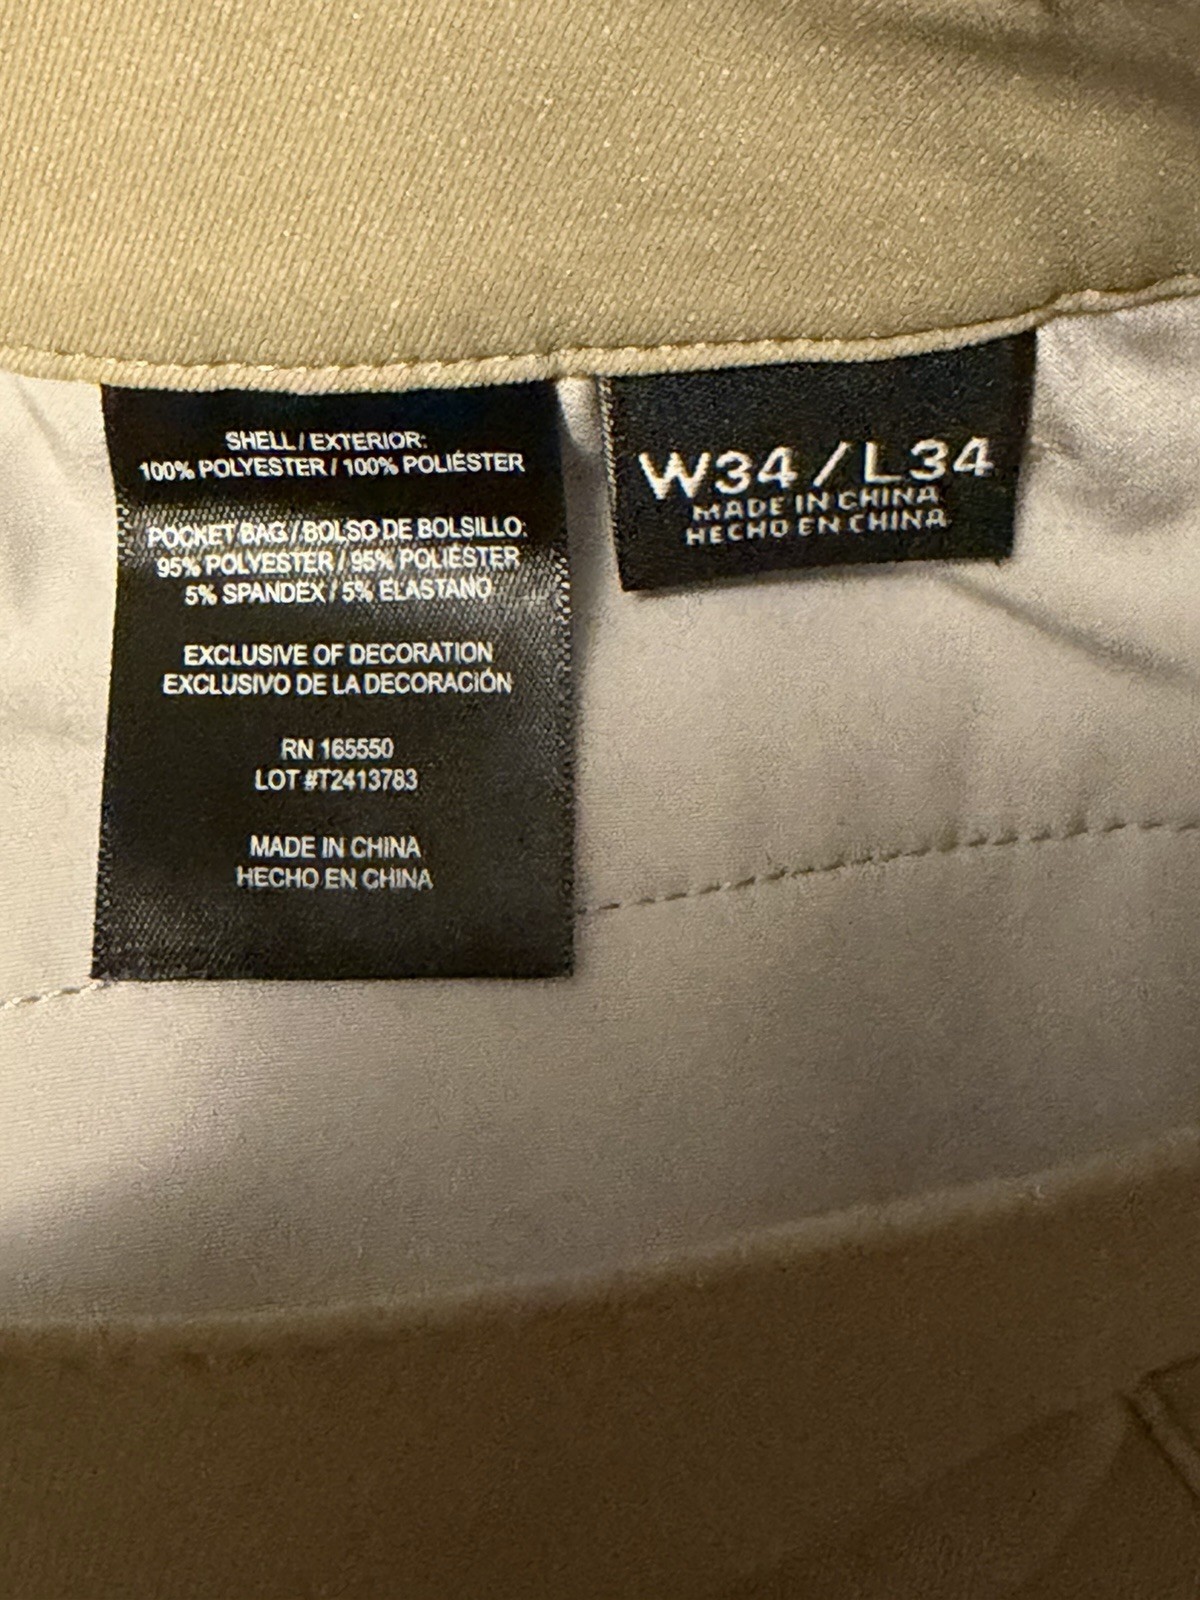 SHELL / EXTERIOR:
100% POLYESTER / 100% POLIÉSTER
POCKET BAG / BOLSO DE BOLSILLO:
95% POLYESTER / 95% POLIÉSTER
5% SPANDEX / 5% ELASTANO
EXCLUSIVE OF DECORATION
EXCLUSIVO DE LA DECORACIÓN
RN 165550
LOT #T2413783
MADE IN CHINA
HECHO EN CHINA
W34 / L34
MADE IN CHINA
HECHO EN CHINA